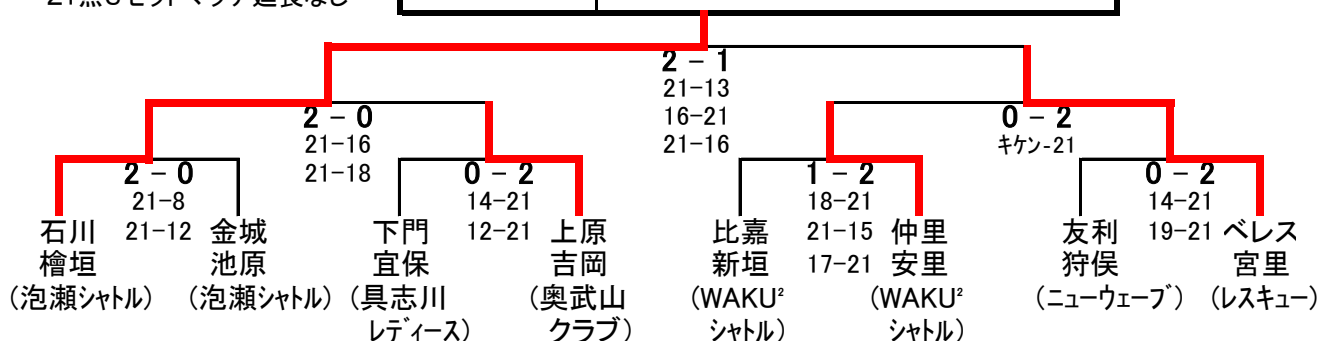 2 - 1
21-13
16-21
21-16
2 - 0
21-16
21-18
0 - 2
キケン-21
2 - 0
21-8
21-12
0 - 2
14-21
12-21
1 - 2
18-21
21-15
17-21
0 - 2
14-21
19-21
石川
檜垣
(泡瀬シャトル)
金城
池原
(泡瀬シャトル)
下門
宜保
(具志川
レディース)
上原
吉岡
(奥武山
クラブ)
比嘉
新垣
(WAKU²
シャトル)
仲里
安里
(WAKU²
シャトル)
友利
狩俣
(ニューウェーブ)
ベレス
宮里
(レスキュー)